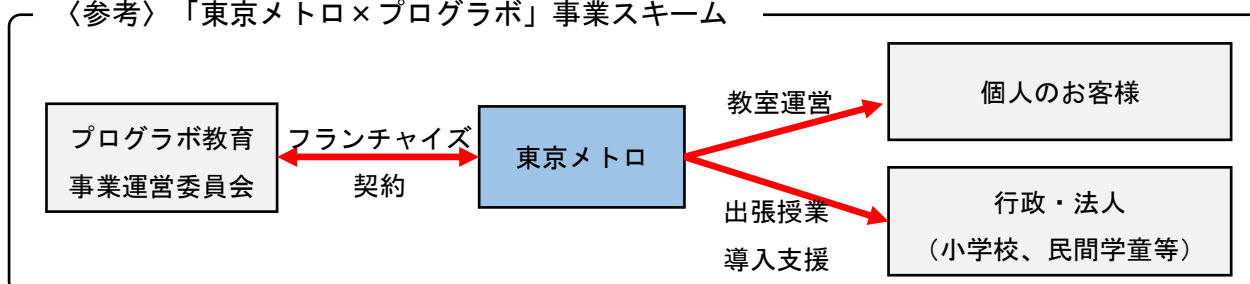 〈参考〉「東京メトロ×プログラボ」事業スキーム
プログラボ教育
事業運営委員会
フランチャイズ
契約
東京メトロ
教室運営
個人のお客様
出張授業
導入支援
行政・法人
（小学校、民間学童等）